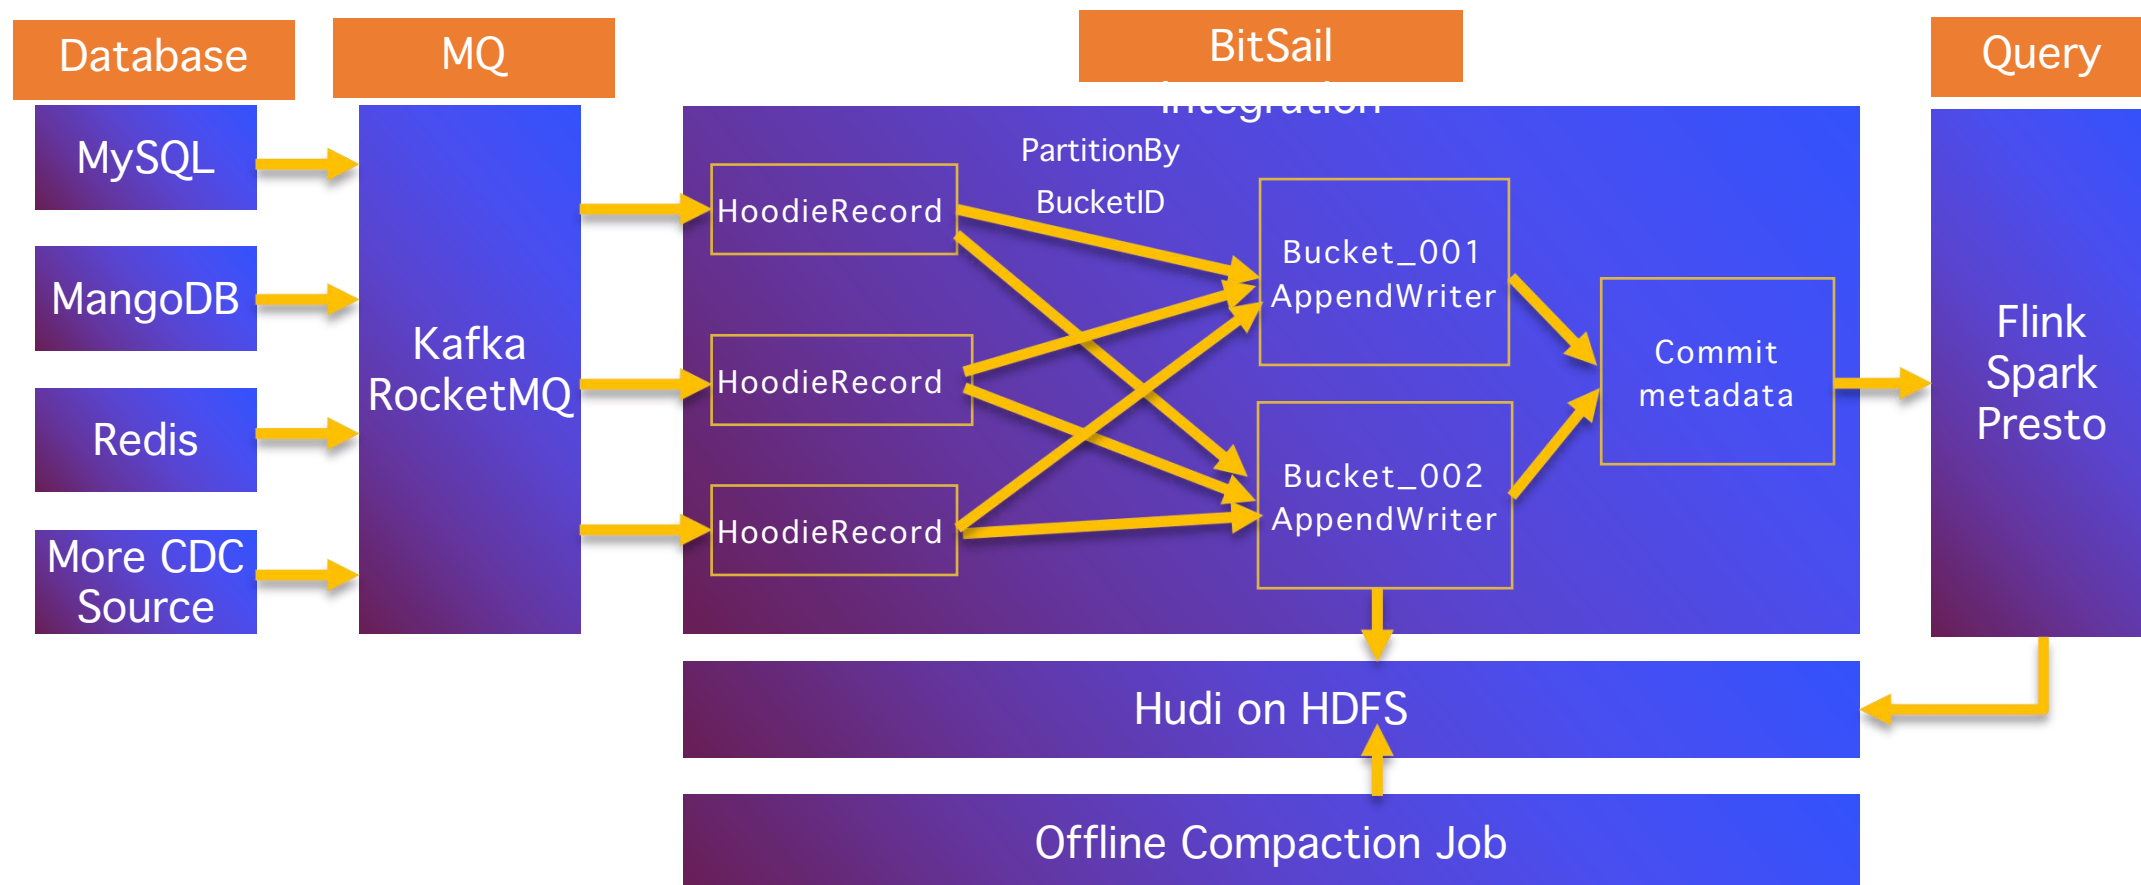 Database
MQ
BitSail
Integration
Query
MySQL
MangoDB
Redis
More CDC
Source
Kafka
RocketMQ
HoodieRecord
HoodieRecord
HoodieRecord
PartitionBy
BucketID
Bucket_001
AppendWriter
Bucket_002
AppendWriter
Commit
metadata
Flink
Spark
Presto
Hudi on HDFS
Offline Compaction Job